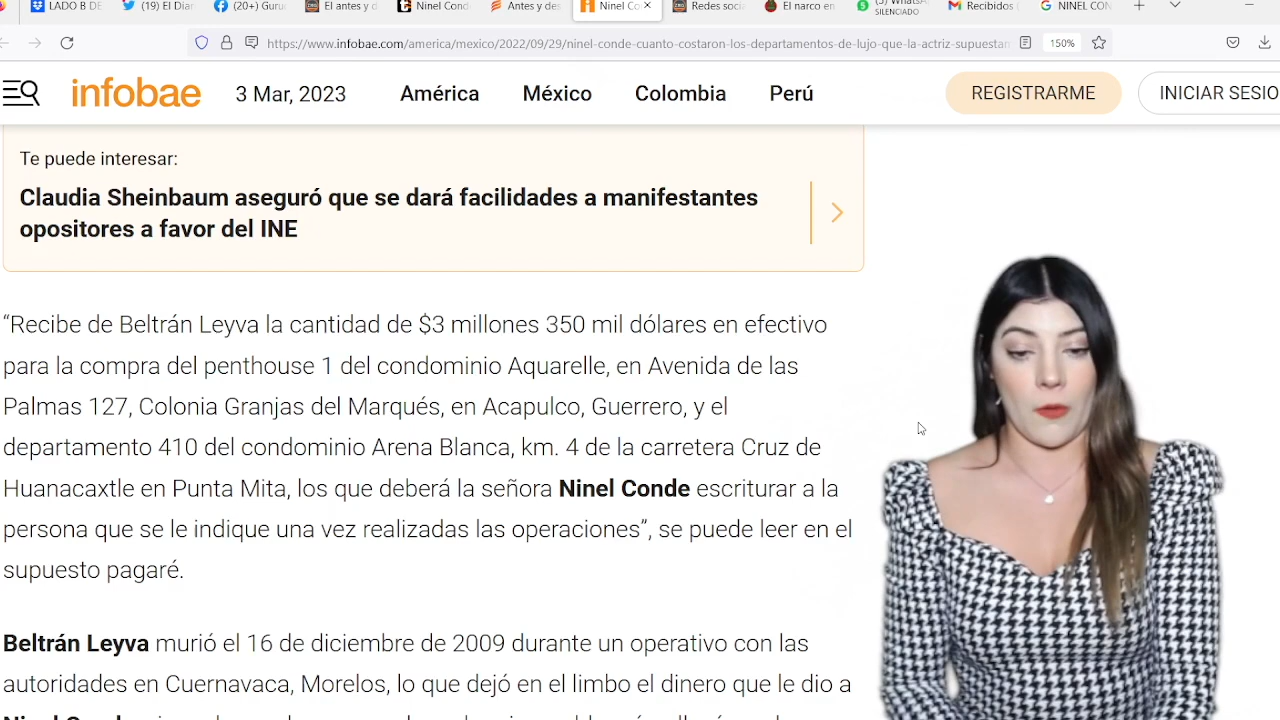 LADO B DE
(19) El Diar
(20+) Guru
El antes y d
Ninel Cond
Antes y des
Ninel Co
Redes socia
El narco en
SILENCIADO
Recibidos
NINEL CON
https://www.infobae.com/america/mexico/2022/09/29/ninel-conde-cuanto-costaron-los-departamentos-de-lujo-que-la-actriz-supuestan
150%
infobae
3 Mar, 2023
América
México
Colombia
Perú
REGISTRARME
INICIAR SESIO
Te puede interesar:
Claudia Sheinbaum aseguró que se dará facilidades a manifestantes
opositores a favor del INE
“Recibe de Beltrán Leyva la cantidad de $3 millones 350 mil dólares en efectivo
para la compra del penthouse 1 del condominio Aquarelle, en Avenida de las
Palmas 127, Colonia Granjas del Marqués, en Acapulco, Guerrero, y el
departamento 410 del condominio Arena Blanca, km. 4 de la carretera Cruz de
Huanacaxtle en Punta Mita, los que deberá la señora Ninel Conde escriturar a la
persona que se le indique una vez realizadas las operaciones”, se puede leer en el
supuesto pagaré.
Beltrán Leyva murió el 16 de diciembre de 2009 durante un operativo con las
autoridades en Cuernavaca, Morelos, lo que dejó en el limbo el dinero que le dio a